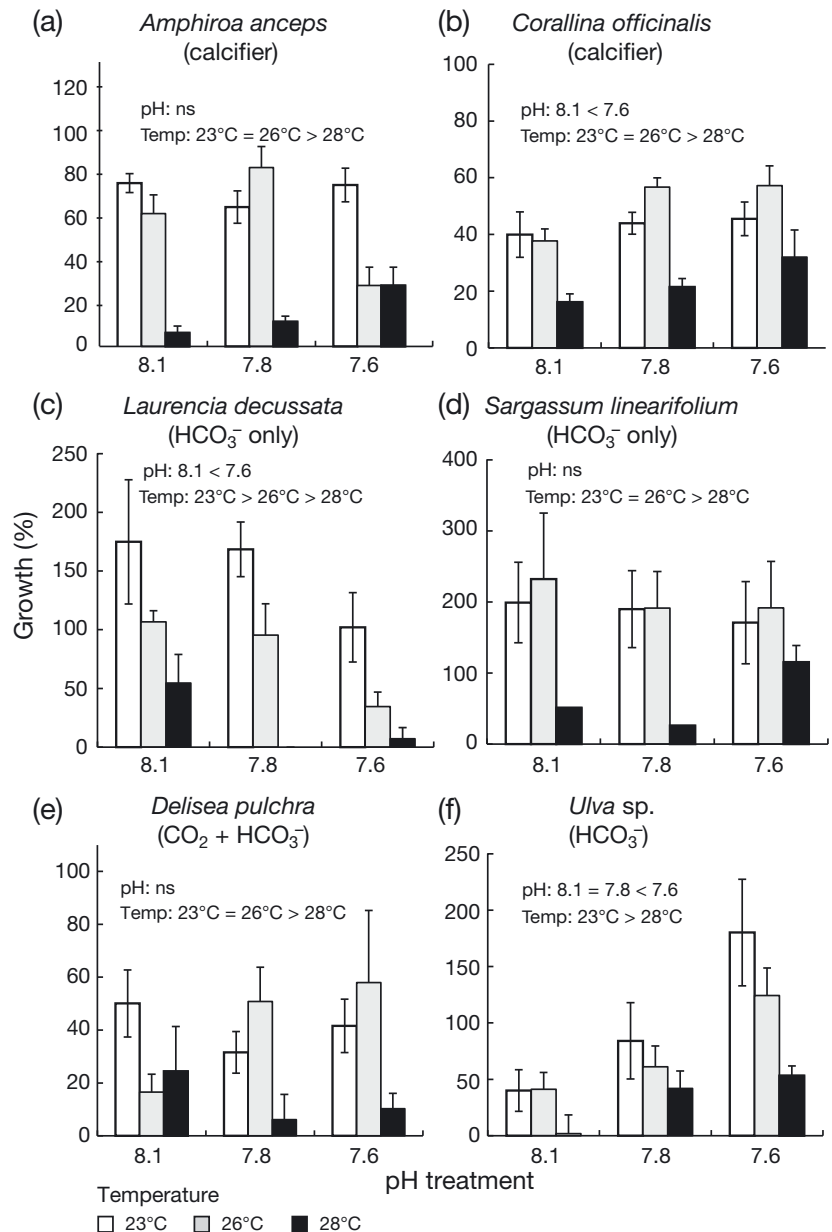 (a)
Amphiroa anceps
(calcifier)
120
100
80
60
40
20
0
pH: ns
Temp: 23°C = 26°C > 28°C
8.1
7.8
7.6
(b)
Corallina officinalis
(calcifier)
100
80
60
40
20
0
pH: 8.1 < 7.6
Temp: 23°C = 26°C > 28°C
8.1
7.8
7.6
(c)
Laurencia decussata
(HCO₃⁻ only)
250
200
150
100
50
0
pH: 8.1 < 7.6
Temp: 23°C > 26°C > 28°C
8.1
7.8
7.6
(d)
Sargassum linearifolium
(HCO₃⁻ only)
400
300
200
100
0
pH: ns
Temp: 23°C = 26°C > 28°C
8.1
7.8
7.6
Growth (%)
(e)
Delisea pulchra
(CO₂ + HCO₃⁻)
100
80
60
40
20
0
pH: ns
Temp: 23°C = 26°C > 28°C
8.1
7.8
7.6
(f)
Ulva sp.
(HCO₃⁻)
250
200
150
100
50
0
pH: 8.1 = 7.8 < 7.6
Temp: 23°C > 28°C
8.1
7.8
7.6
pH treatment
Temperature
23°C 26°C 28°C